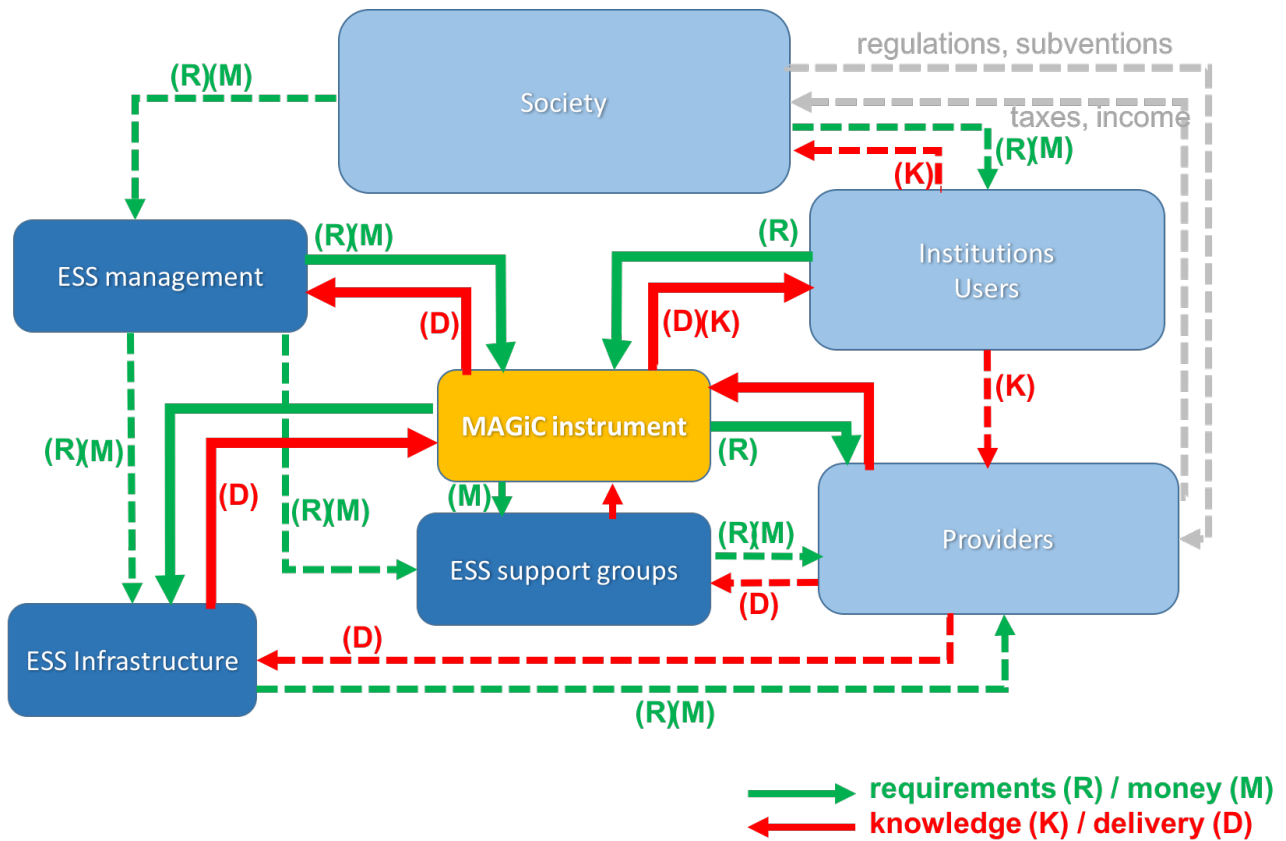 regulations, subventions
(R)(M)
Society
taxes, income
(R)(M)
(K)
(R)(M)
(R)
ESS management
Institutions
Users
(D)
(D)(K)
(K)
MAGiC instrument
(R)(M)
(R)
(D)
(M)
(R)(M)
(R)(M)
Providers
ESS support groups
(D)
(D)
ESS Infrastructure
(R)(M)
requirements (R) / money (M)
knowledge (K) / delivery (D)